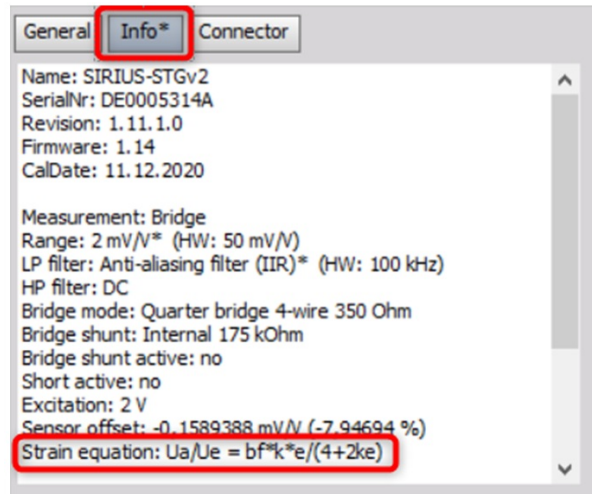 General Info* Connector
Name: SIRIUS-STGv2
SerialNr: DE0005314A
Revision: 1.11.1.0
Firmware: 1.14
CalDate: 11.12.2020
Measurement: Bridge
Range: 2 mV/V* (HW: 50 mV/V)
LP filter: Anti-aliasing filter (IIR)* (HW: 100 kHz)
HP filter: DC
Bridge mode: Quarter bridge 4-wire 350 Ohm
Bridge shunt: Internal 175 kOhm
Bridge shunt active: no
Short active: no
Excitation: 2 V
Sensor offset: -0.1589388 mV/V (-7.94694 %)
Strain equation: Ua/Ue = bf*k*e/(4+2ke)